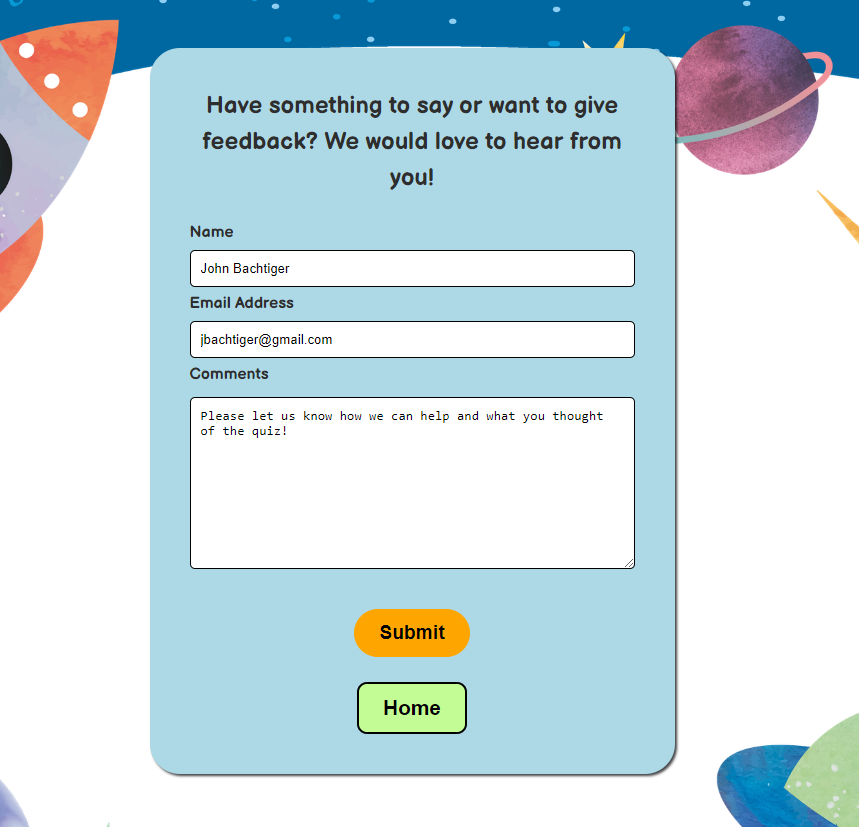 Have something to say or want to give
feedback? We would love to hear from
you!
Name
John Bachtiger
Email Address
jbachtiger@gmail.com
Comments
Please let us know how we can help and what you thought
of the quiz!
Submit
Home